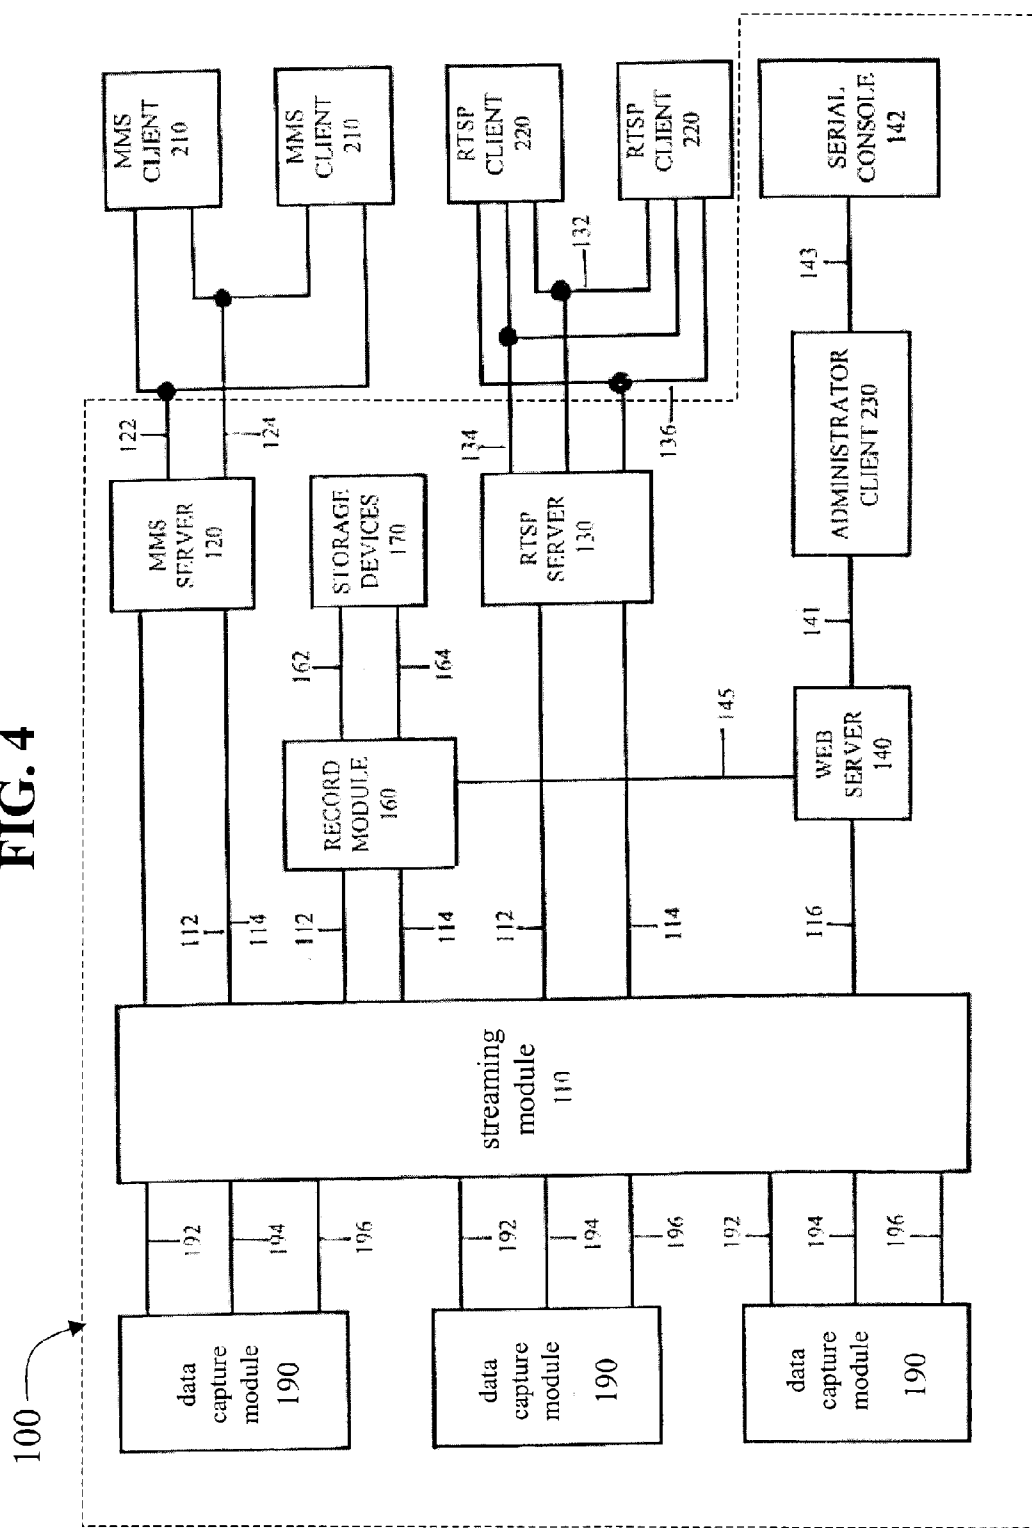 FIG. 4
100
MMS
CLIENT
210
MMS
CLIENT
210
RTSP
CLIENT
220
RTSP
CLIENT
220
SERIAL
CONSOLE
142
132
143
122
124
134
136
MMS
SERVER
120
STORAGE
DEVICES
170
RTSP
SERVER
130
ADMINISTRATOR
CLIENT 230
162
164
141
145
RECORD
MODULE
160
WEB
SERVER
140
112
114
112
114
112
114
116
streaming
module
110
192
194
196
192
194
196
192
194
196
data
capture
module
190
data
capture
module
190
data
capture
module
190